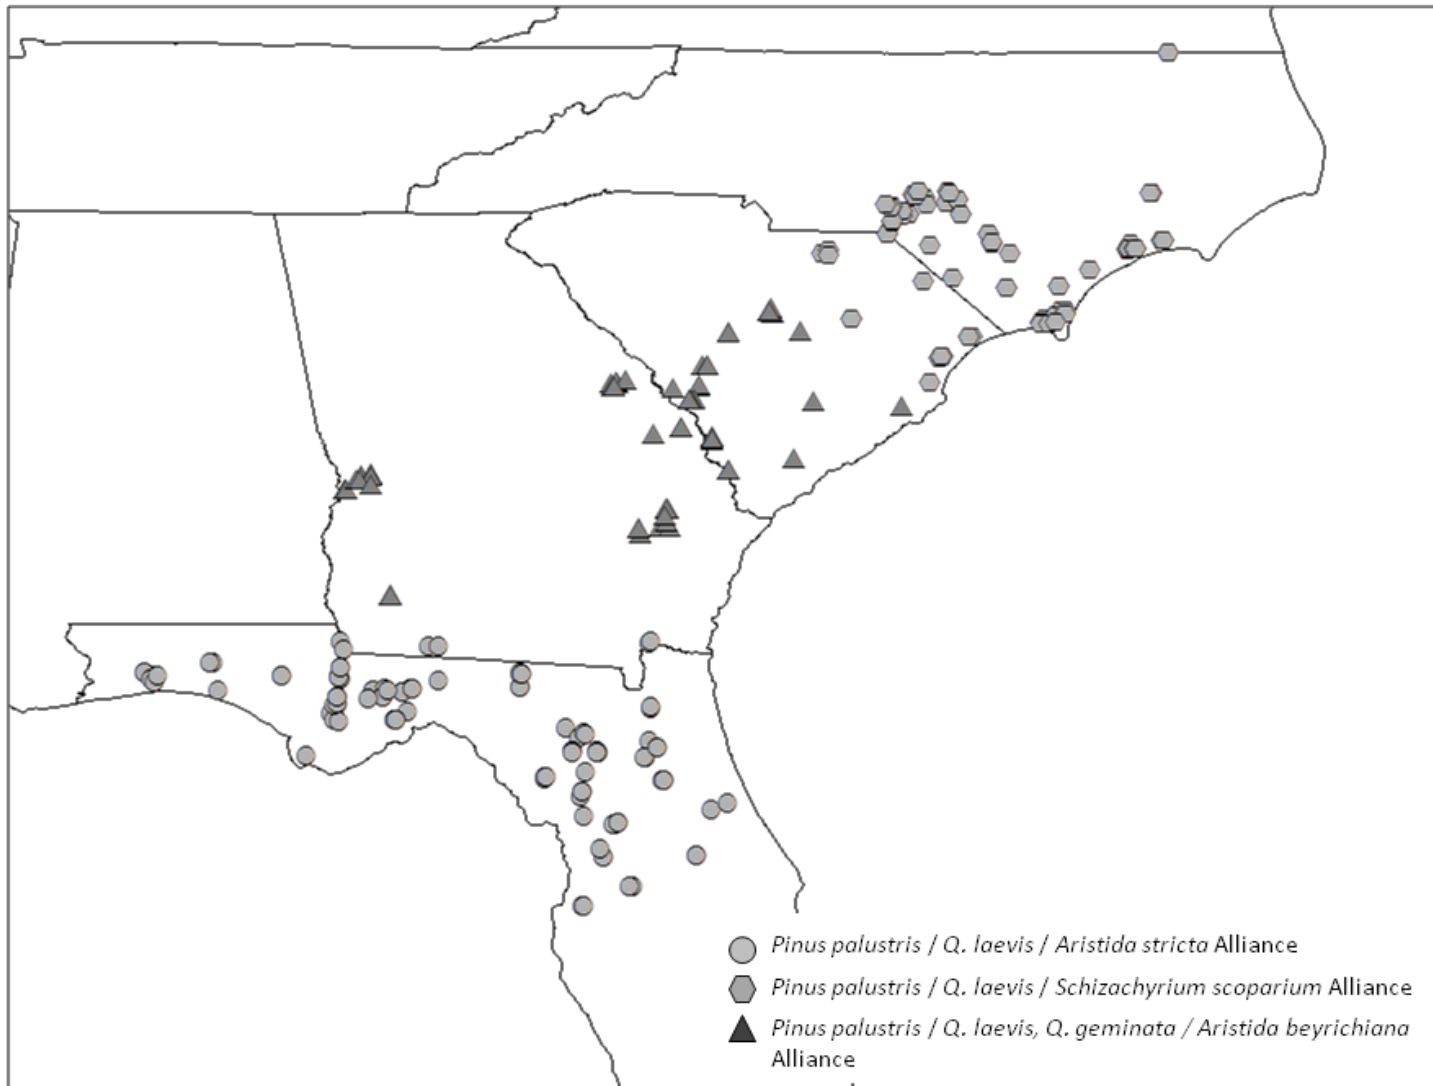 Pinus palustris / Q. laevis / Aristida stricta Alliance
Pinus palustris / Q. laevis / Schizachyrium scoparium Alliance
Pinus palustris / Q. laevis, Q. geminata / Aristida beyrichiana
Alliance